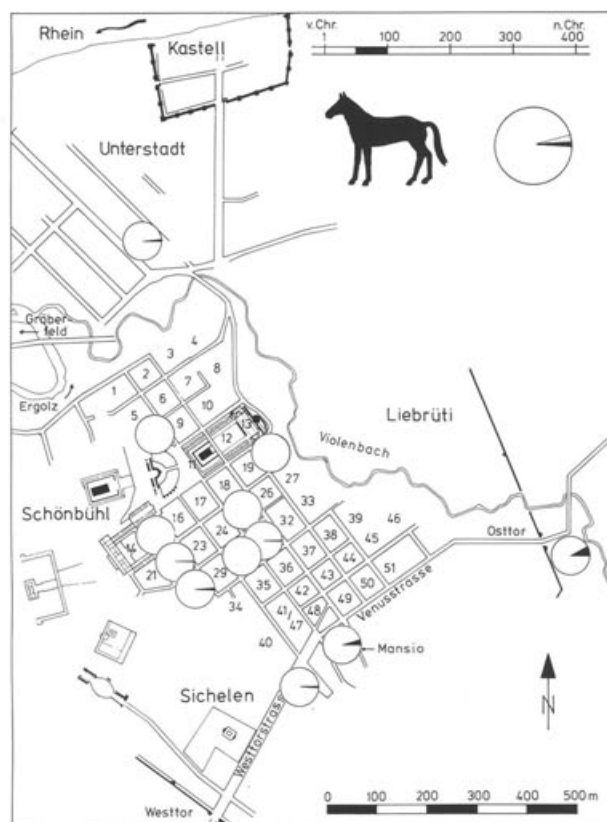 v. Chr. n. Chr.
1 100 200 300 400
Rhein
Kastell
Unterstadt
Gräber-
feld
Ergolz
1 2 3 4
5 6 7 8
9 10
11 12 13
Liebrüti
Violenbach
Schönbühl
14 16 17 18 19
21 23 24 26 27
29 32 33
34 35 36 37 38 39
40 41/47 42 43 44 45 46
48 49 50 51
Osttor
Venusstrasse
Mansio
Sichelen
Westtorstrasse
Westtor
N
0 100 200 300 400 500 m